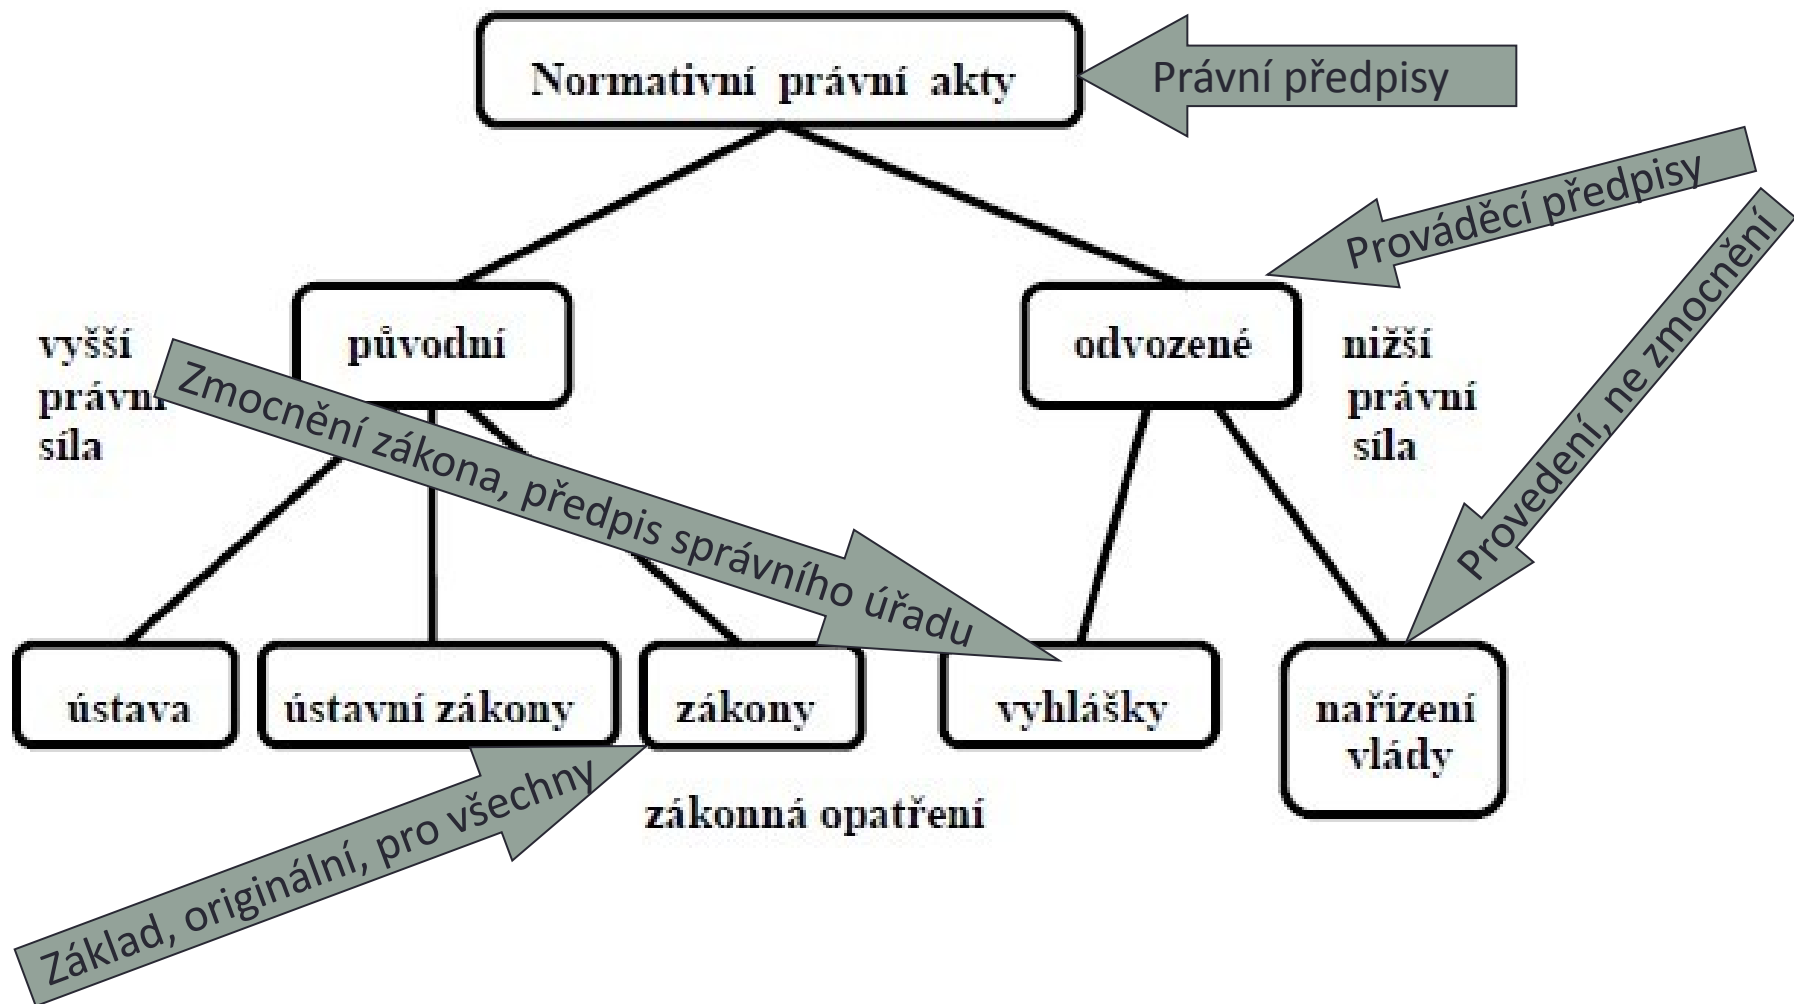 Normativní právní akty
Právní předpisy
Prováděcí předpisy
Provedení, ne zmocnění
vyšší
právní
síla
původní
odvozené
nižší
právní
síla
Zmocnění zákona, předpis správního úřadu
ústava
ústavní zákony
zákony
vyhlášky
nařízení
vlády
zákonná opatření
Základ, originální, pro všechny